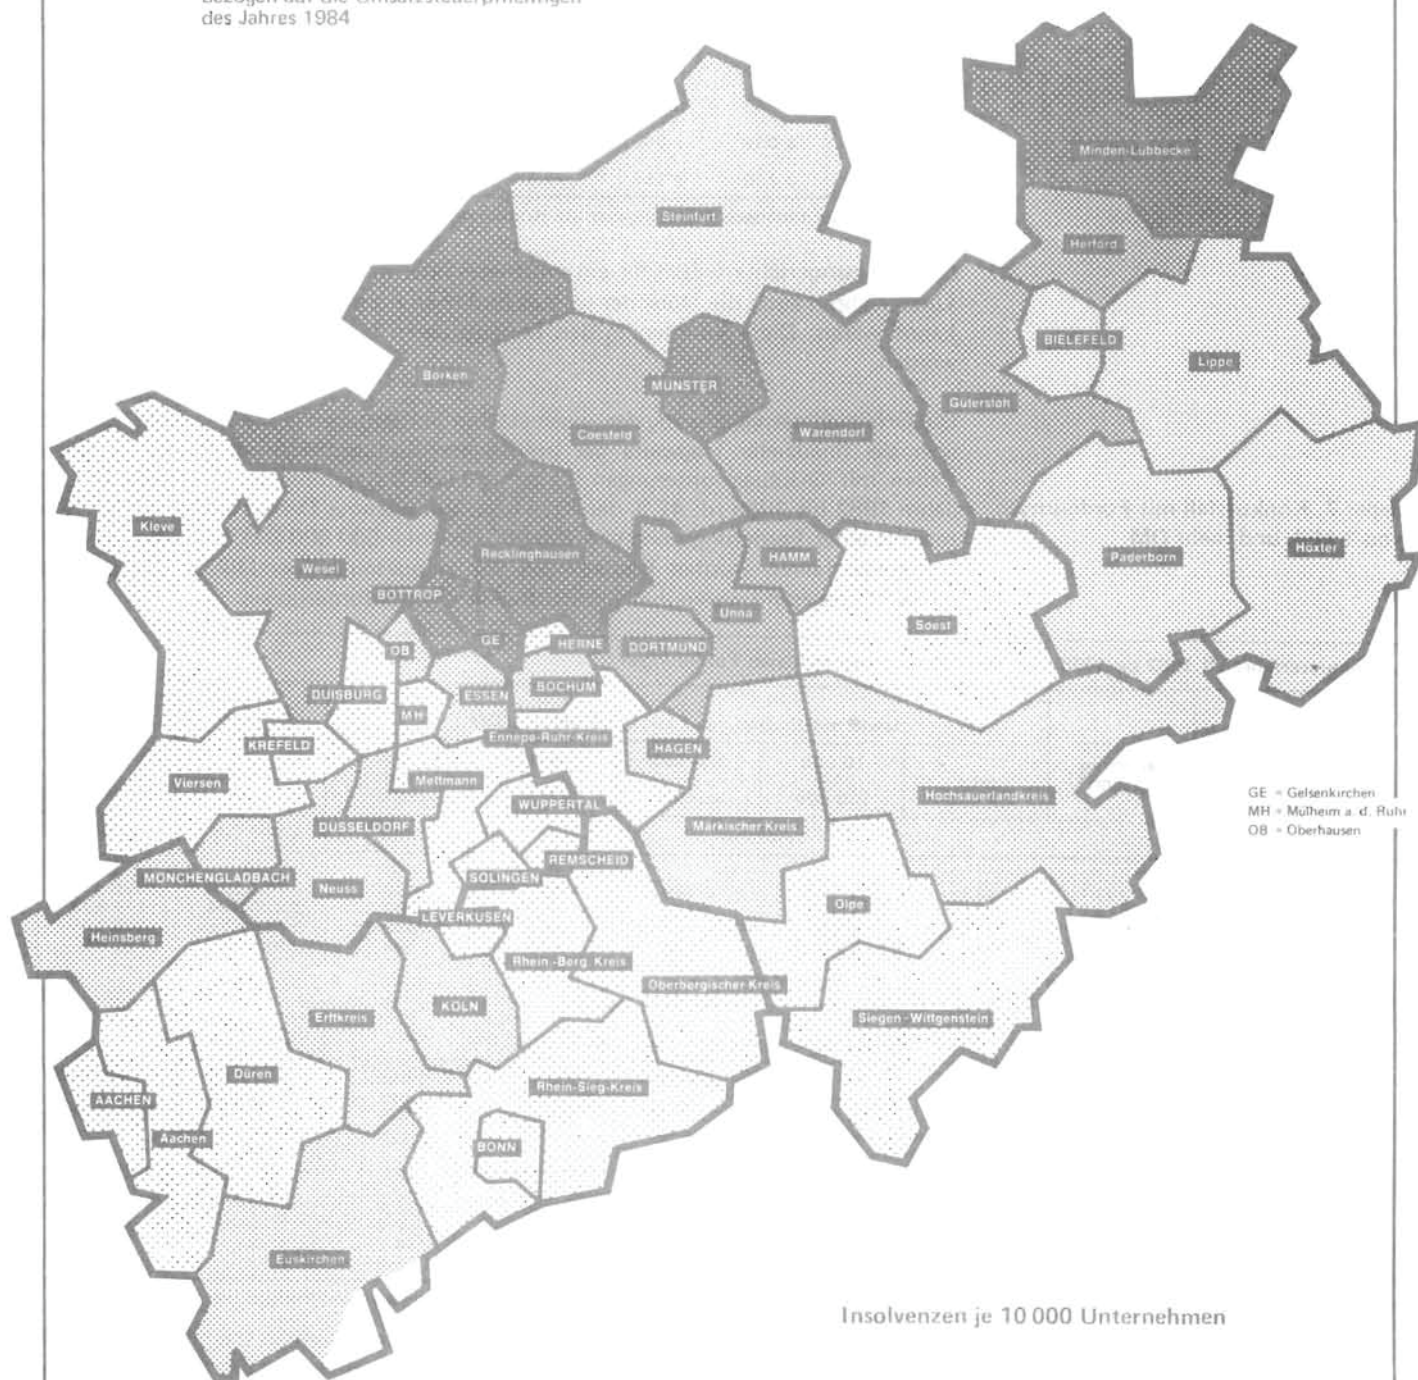 des Jahres 1984
Minden-Lübbecke
Steinfurt
Herford
BIELEFELD
Lippe
Borken
MÜNSTER
Gütersloh
Coesfeld
Warendorf
Kleve
Recklinghausen
HAMM
Paderborn
Höxter
Wesel
BOTTROP
Unna
Soest
GE
HERNE
DORTMUND
OB
DUISBURG
ESSEN
BOCHUM
MH
Ennepe-Ruhr-Kreis
HAGEN
KREFELD
Viersen
Mettmann
WUPPERTAL
Hochsauerlandkreis
GE = Gelsenkirchen
MH = Mülheim a. d. Ruhr
OB = Oberhausen
DÜSSELDORF
Märkischer Kreis
REMSCHEID
MÖNCHENGLADBACH
Neuss
SOLINGEN
Olpe
LEVERKUSEN
Heinsberg
Rhein.-Berg. Kreis
Oberbergischer Kreis
Erftkreis
KÖLN
Siegen-Wittgenstein
Düren
Rhein-Sieg-Kreis
AACHEN
Aachen
BONN
Euskirchen
Insolvenzen je 10 000 Unternehmen